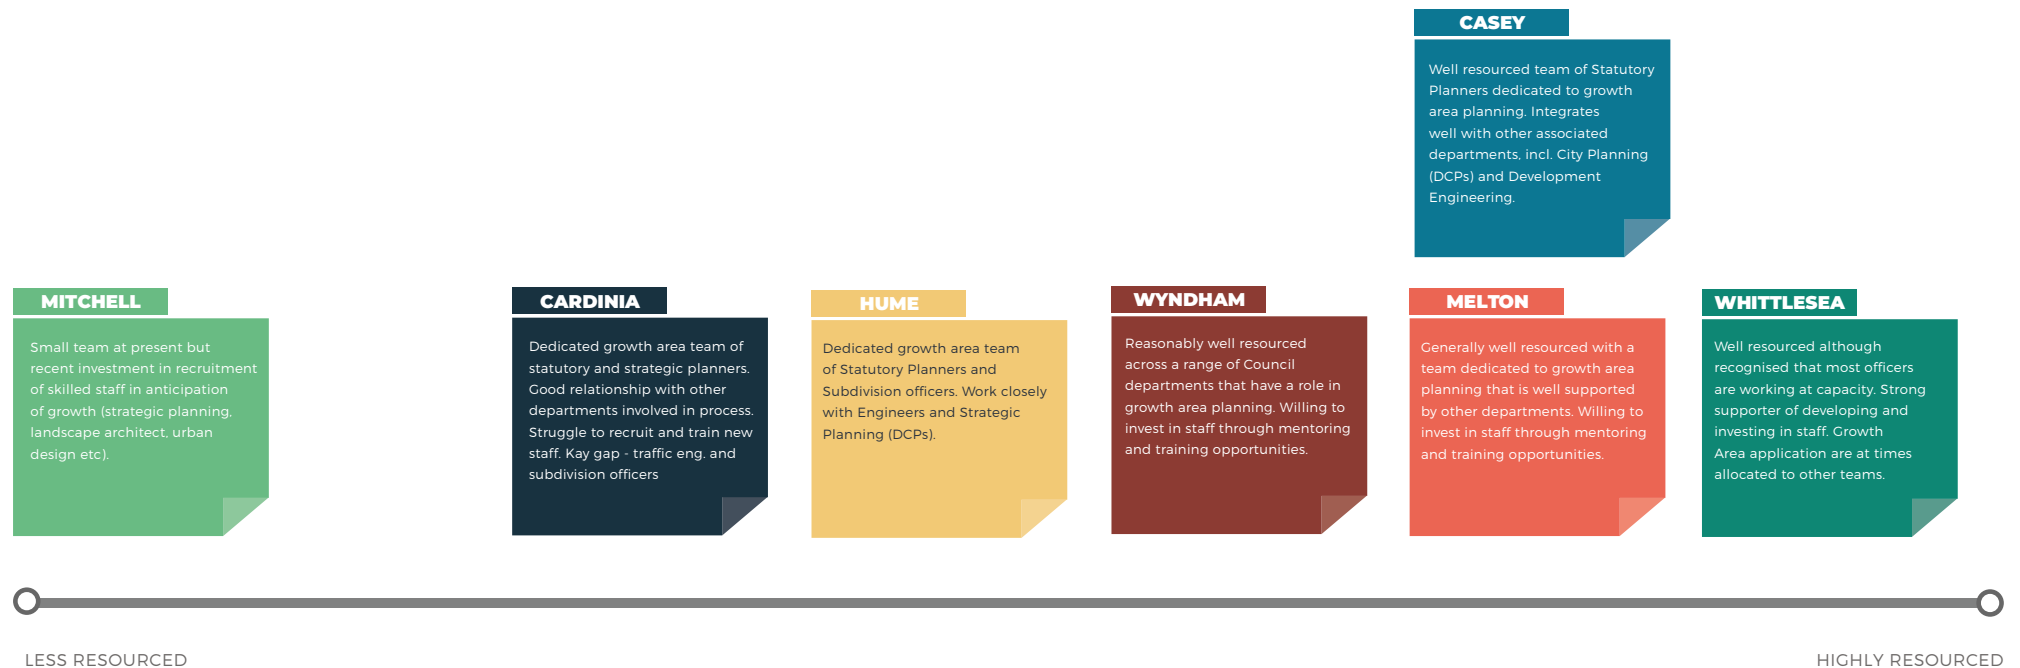 CASEY
Well resourced team of Statutory
Planners dedicated to growth
area planning. Integrates
well with other associated
departments, incl. City Planning
(DCPs) and Development
Engineering.
MITCHELL
Small team at present but
recent investment in recruitment
of skilled staff in anticipation
of growth (strategic planning,
landscape architect, urban
design etc).
CARDINIA
Dedicated growth area team of
statutory and strategic planners.
Good relationship with other
departments involved in process.
Struggle to recruit and train new
staff. Kay gap - traffic eng. and
subdivision officers
HUME
Dedicated growth area team
of Statutory Planners and
Subdivision officers. Work closely
with Engineers and Strategic
Planning (DCPs).
WYNDHAM
Reasonably well resourced
across a range of Council
departments that have a role in
growth area planning. Willing to
invest in staff through mentoring
and training opportunities.
MELTON
Generally well resourced with a
team dedicated to growth area
planning that is well supported
by other departments. Willing to
invest in staff through mentoring
and training opportunities.
WHITTLESEA
Well resourced although
recognised that most officers
are working at capacity. Strong
supporter of developing and
investing in staff. Growth
Area application are at times
allocated to other teams.
LESS RESOURCED
HIGHLY RESOURCED